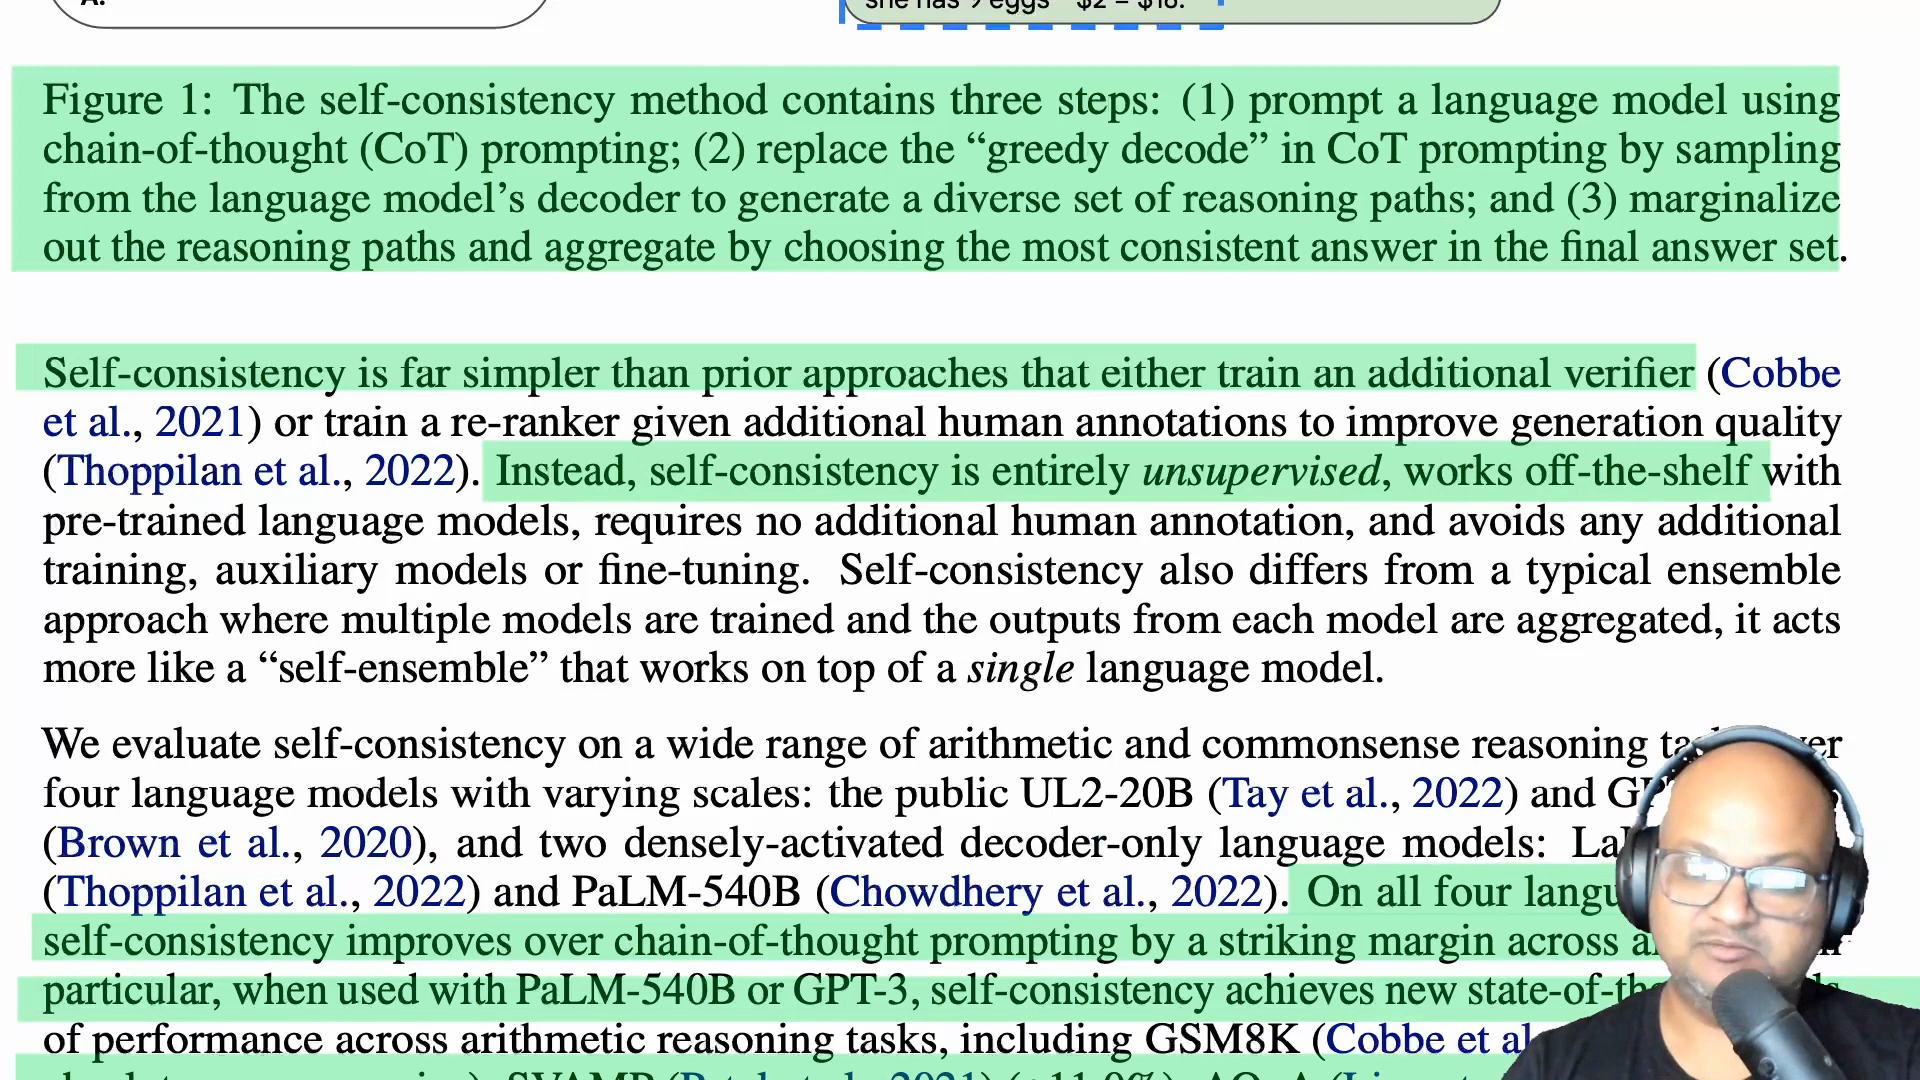 A:
she has 9 eggs * $2 = $18.
Figure 1: The self-consistency method contains three steps: (1) prompt a language model using
chain-of-thought (CoT) prompting; (2) replace the “greedy decode” in CoT prompting by sampling
from the language model’s decoder to generate a diverse set of reasoning paths; and (3) marginalize
out the reasoning paths and aggregate by choosing the most consistent answer in the final answer set.
Self-consistency is far simpler than prior approaches that either train an additional verifier (Cobbe
et al., 2021) or train a re-ranker given additional human annotations to improve generation quality
(Thoppilan et al., 2022). Instead, self-consistency is entirely unsupervised, works off-the-shelf with
pre-trained language models, requires no additional human annotation, and avoids any additional
training, auxiliary models or fine-tuning. Self-consistency also differs from a typical ensemble
approach where multiple models are trained and the outputs from each model are aggregated, it acts
more like a “self-ensemble” that works on top of a single language model.
We evaluate self-consistency on a wide range of arithmetic and commonsense reasoning
four language models with varying scales: the public UL2-20B (Tay et al., 2022) and
(Brown et al., 2020), and two densely-activated decoder-only language models:
(Thoppilan et al., 2022) and PaLM-540B (Chowdhery et al., 2022). On all four
self-consistency improves over chain-of-thought prompting by a striking margin across
particular, when used with PaLM-540B or GPT-3, self-consistency achieves new
of performance across arithmetic reasoning tasks, including GSM8K (Cobbe et al